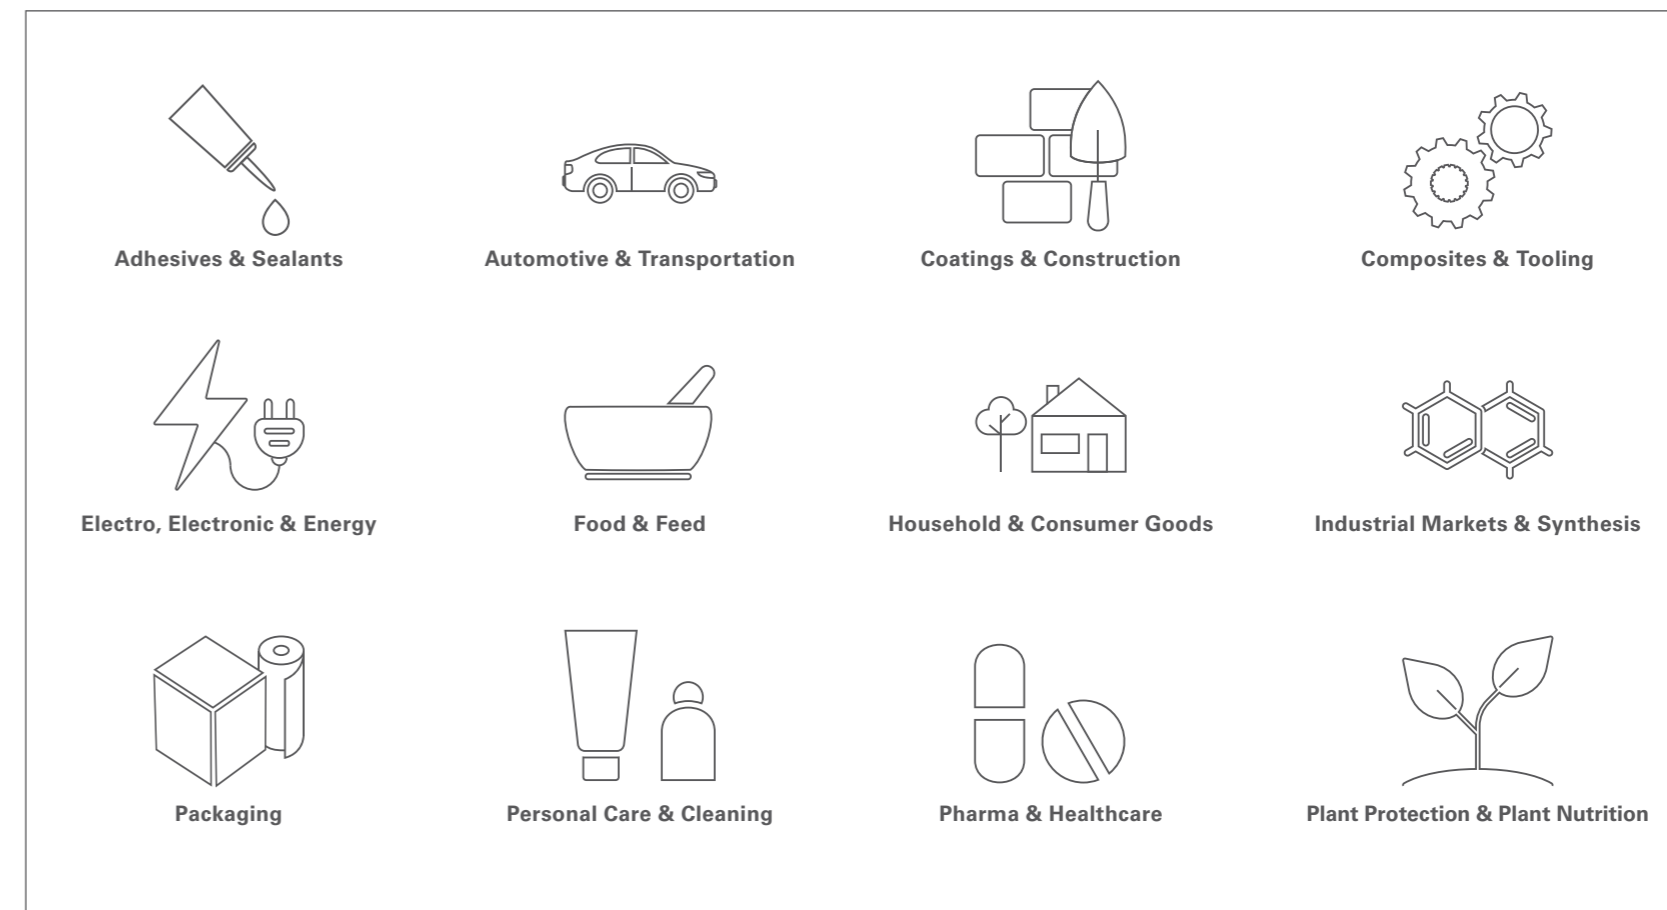 Adhesives & Sealants
Automotive & Transportation
Coatings & Construction
Composites & Tooling
Electro, Electronic & Energy
Food & Feed
Household & Consumer Goods
Industrial Markets & Synthesis
Packaging
Personal Care & Cleaning
Pharma & Healthcare
Plant Protection & Plant Nutrition